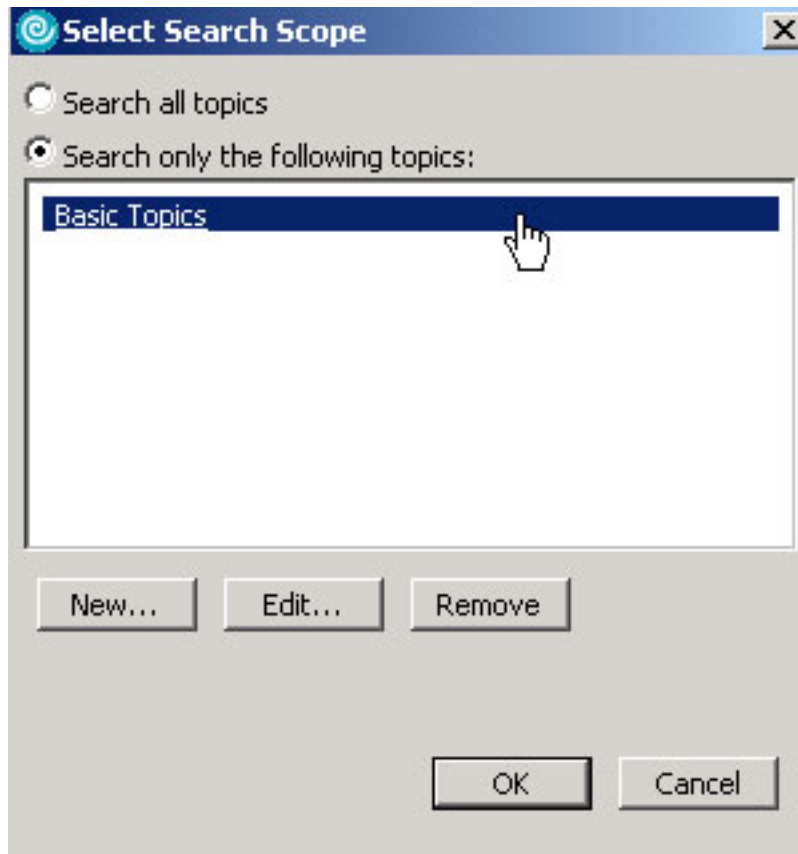 Select Search Scope
Search all topics
Search only the following topics:
Basic Topics
New... Edit... Remove
OK Cancel